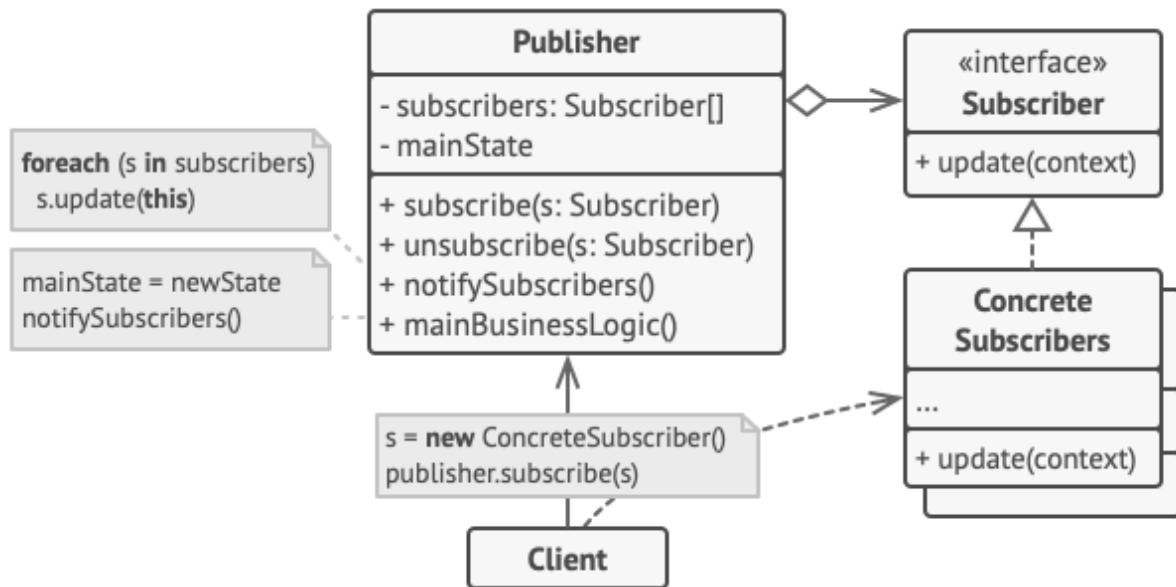 Publisher
- subscribers: Subscriber[]
- mainState
+ subscribe(s: Subscriber)
+ unsubscribe(s: Subscriber)
+ notifySubscribers()
+ mainBusinessLogic()
«interface»
Subscriber
+ update(context)
foreach (s in subscribers)
s.update(this)
mainState = newState
notifySubscribers()
Concrete
Subscribers
...
+ update(context)
s = new ConcreteSubscriber()
publisher.subscribe(s)
Client